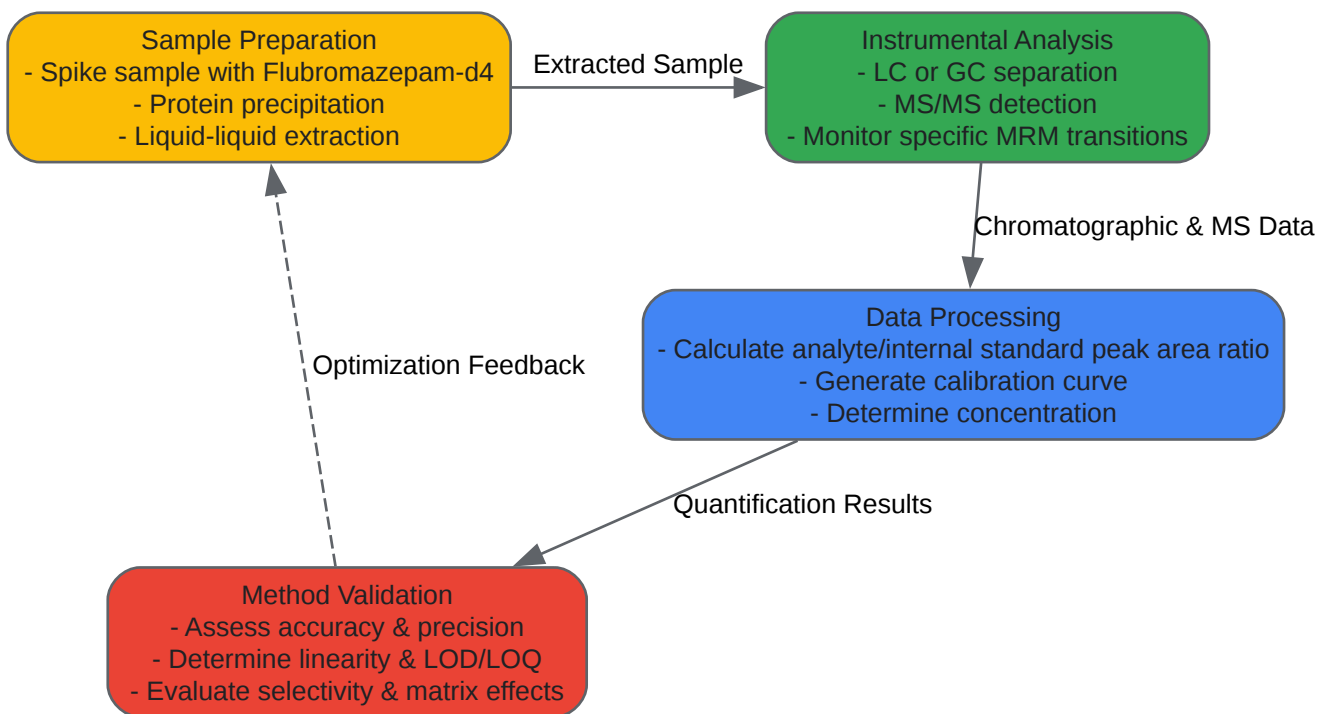 Sample Preparation
- Spike sample with Flubromazepam-d4
- Protein precipitation
- Liquid-liquid extraction
Extracted Sample
Instrumental Analysis
- LC or GC separation
- MS/MS detection
- Monitor specific MRM transitions
Chromatographic & MS Data
Data Processing
- Calculate analyte/internal standard peak area ratio
- Generate calibration curve
- Determine concentration
Optimization Feedback
Quantification Results
Method Validation
- Assess accuracy & precision
- Determine linearity & LOD/LOQ
- Evaluate selectivity & matrix effects